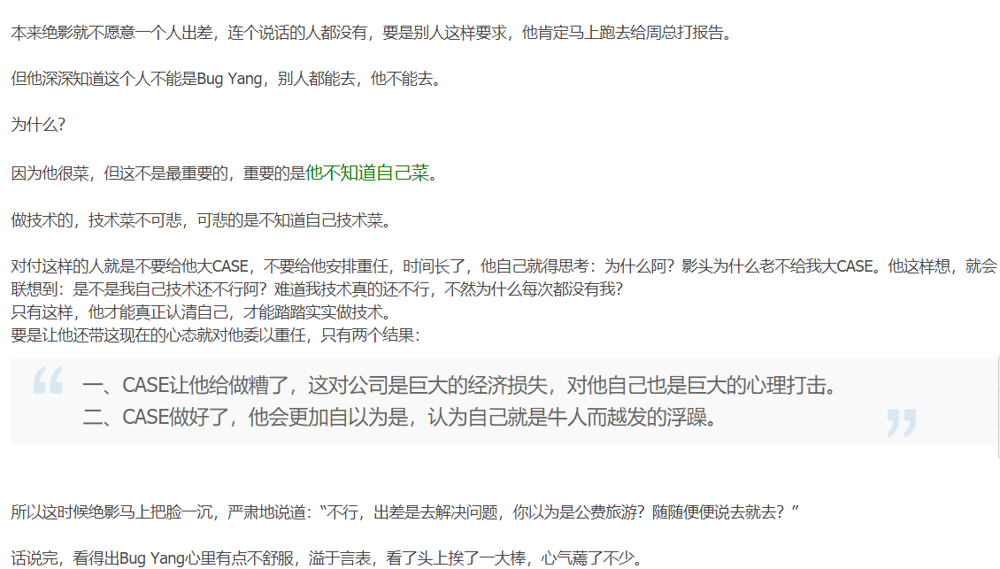 本来绝影就不愿意一个人出差，连个说话的人都没有，要是别人这样要求，他肯定马上跑去给周总打报告。
但他深深知道这个人不能是Bug Yang，别人都能去，他不能去。
为什么？
因为他很菜，但这不是最重要的，重要的是他不知道自己菜。
做技术的，技术菜不可悲，可悲的是不知道自己技术菜。
对付这样的人就是不要给他大CASE，不要给他安排重任，时间长了，他自己就得思考：为什么阿？影头为什么老不给我大CASE。他这样想，就会
联想到：是不是我自己技术还不行阿？难道我技术真的还不行，不然为什么每次都没有我？
只有这样，他才能真正认清自己，才能踏踏实实做技术。
要是让他还带这现在的心态就对他委以重任，只有两个结果：
“
一、CASE让他给做糟了，这对公司是巨大的经济损失，对他自己也是巨大的心理打击。
二、CASE做好了，他会更加自以为是，认为自己就是牛人而越发的浮躁。
”
所以这时候绝影马上把脸一沉，严肃地说道：“不行，出差是去解决问题，你以为是公费旅游？随随便便说去就去？”
话说完，看得出Bug Yang心里有点不舒服，溢于言表，看了头上挨了一大棒，心气蔫了不少。